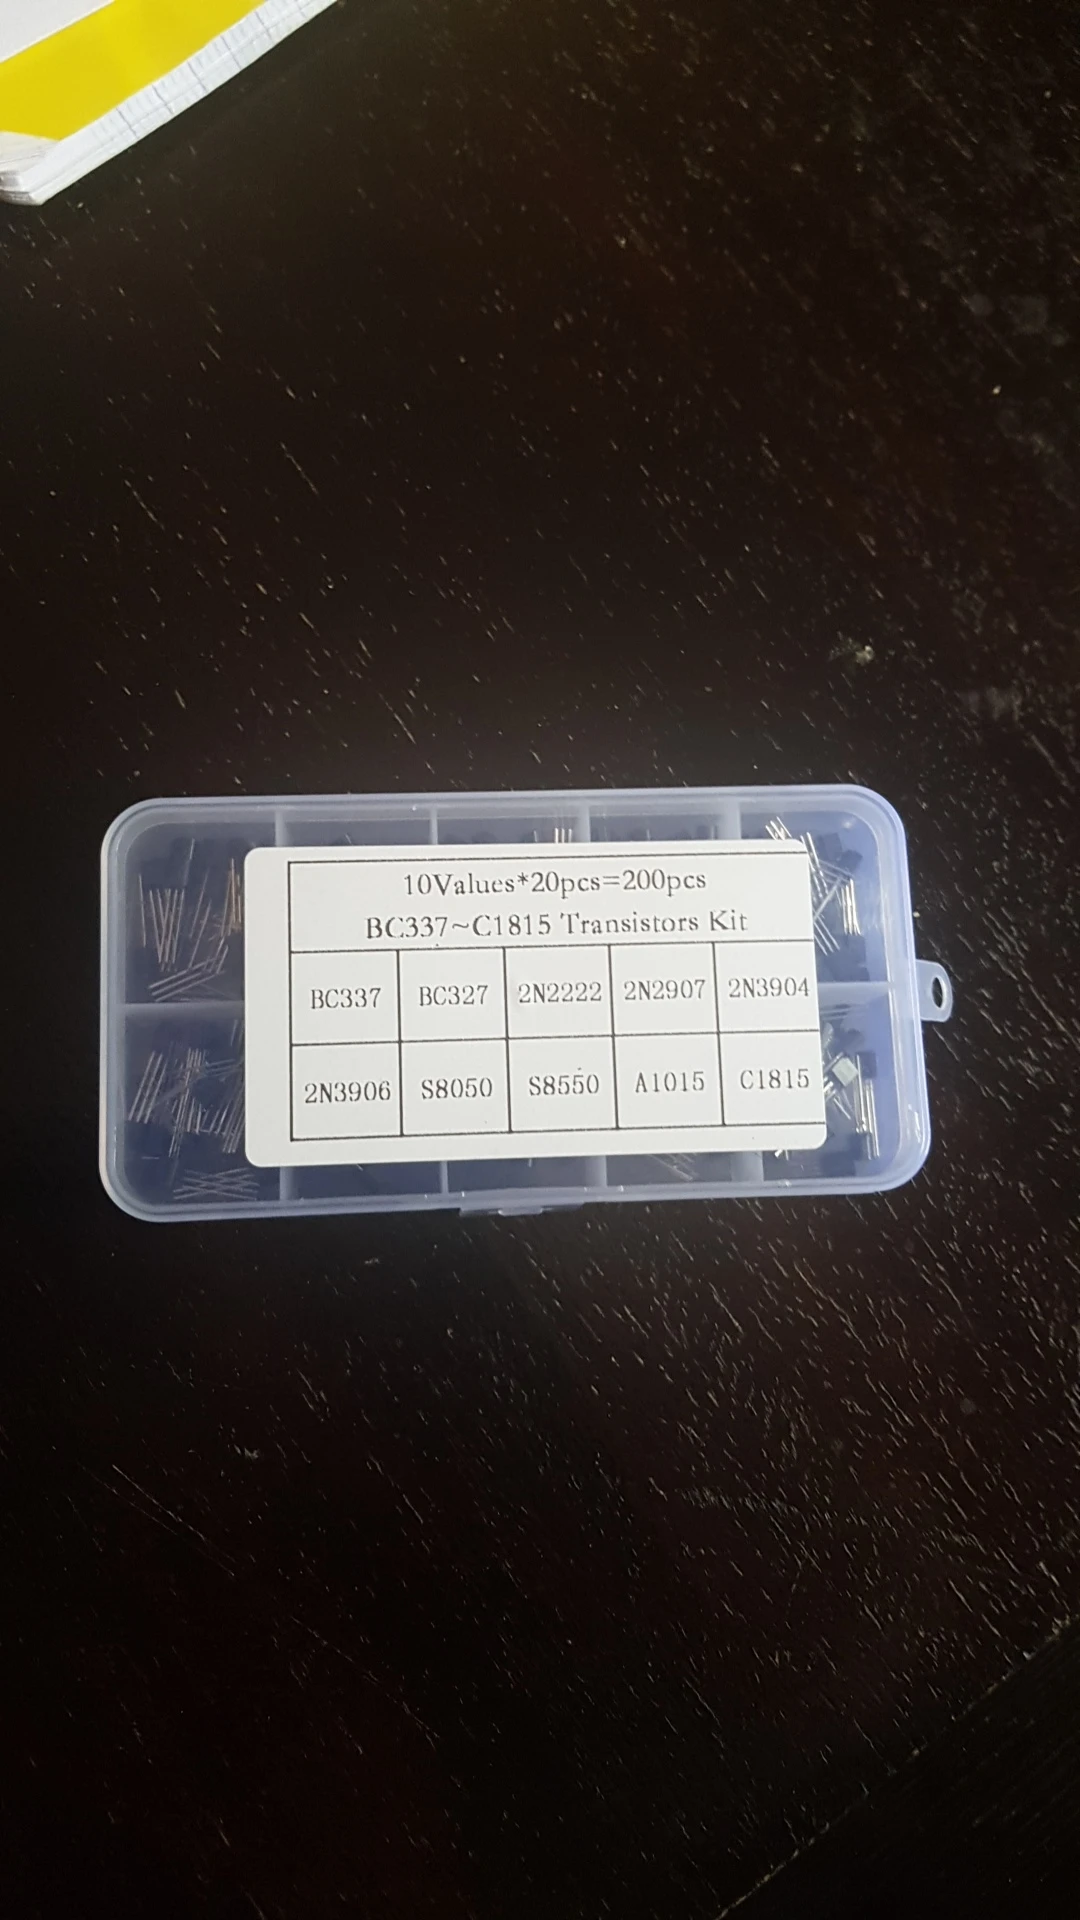 10Values*20pcs=200pcs
BC337~C1815 Transistors Kit
BC337 BC327 2N2222 2N2907 2N3904
2N3906 S8050 S8550 A1015 C1815